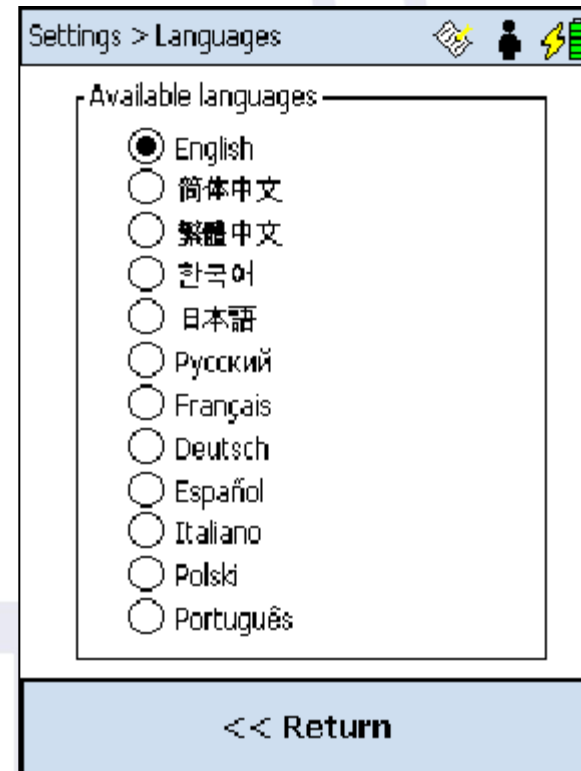 Settings > Languages
Available languages
English
简体中文
繁體中文
한국어
日本語
Русский
Français
Deutsch
Español
Italiano
Polski
Português
<< Return